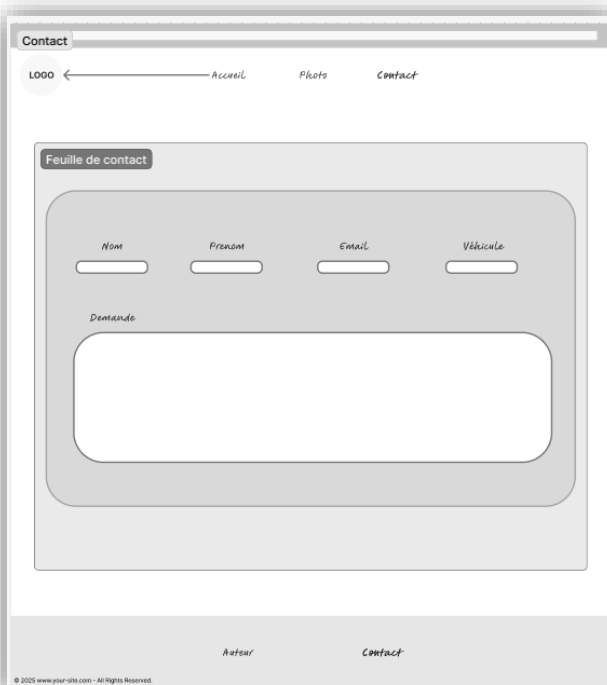 Contact
LOGO Accueil Photo Contact
Feuille de contact
Nom Prenom Email Véhicule
Demande
Auteur Contact
© 2025 www.your-site.com - All Rights Reserved.